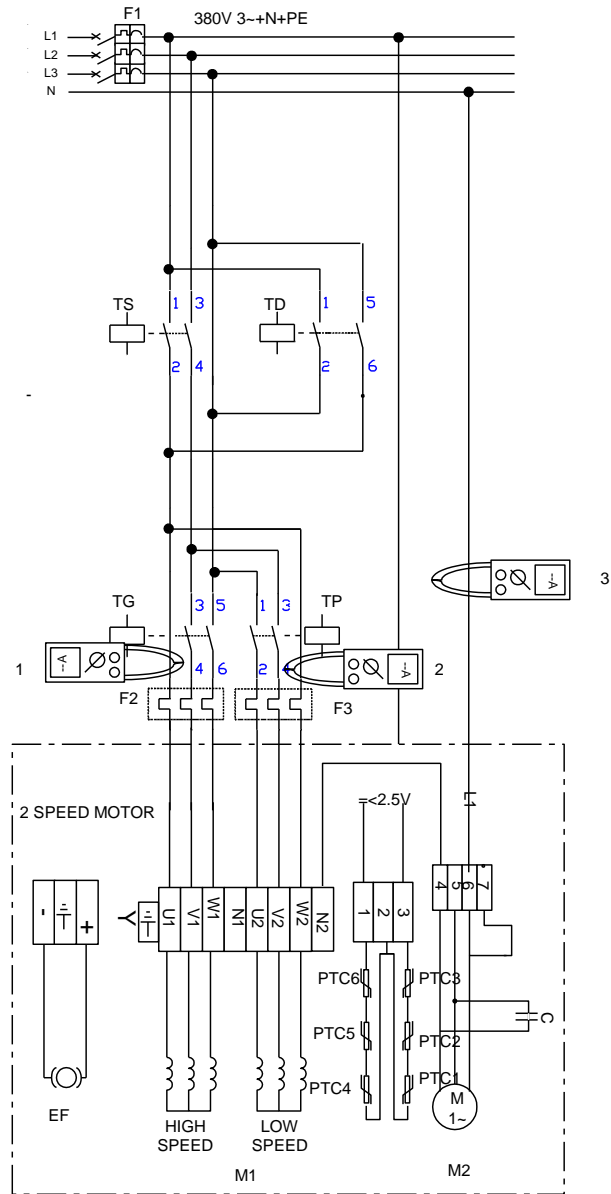 F1
380V 3~+N+PE
L1
L2
L3
N
TS
1
3
TD
1
5
2
4
2
6
-
3
TG
3
5
1
3
TP
1
~A
4
6
2
4
~A
2
~A
F2
F3
2 SPEED MOTOR
=<2.5V
L1
-
+
U1
V1
W1
N1
U2
V2
W2
N2
1
2
3
4
5
6
7
PTC6
PTC3
PTC5
PTC2
PTC4
PTC1
C
M
1~
EF
HIGH
SPEED
LOW
SPEED
M1
M2